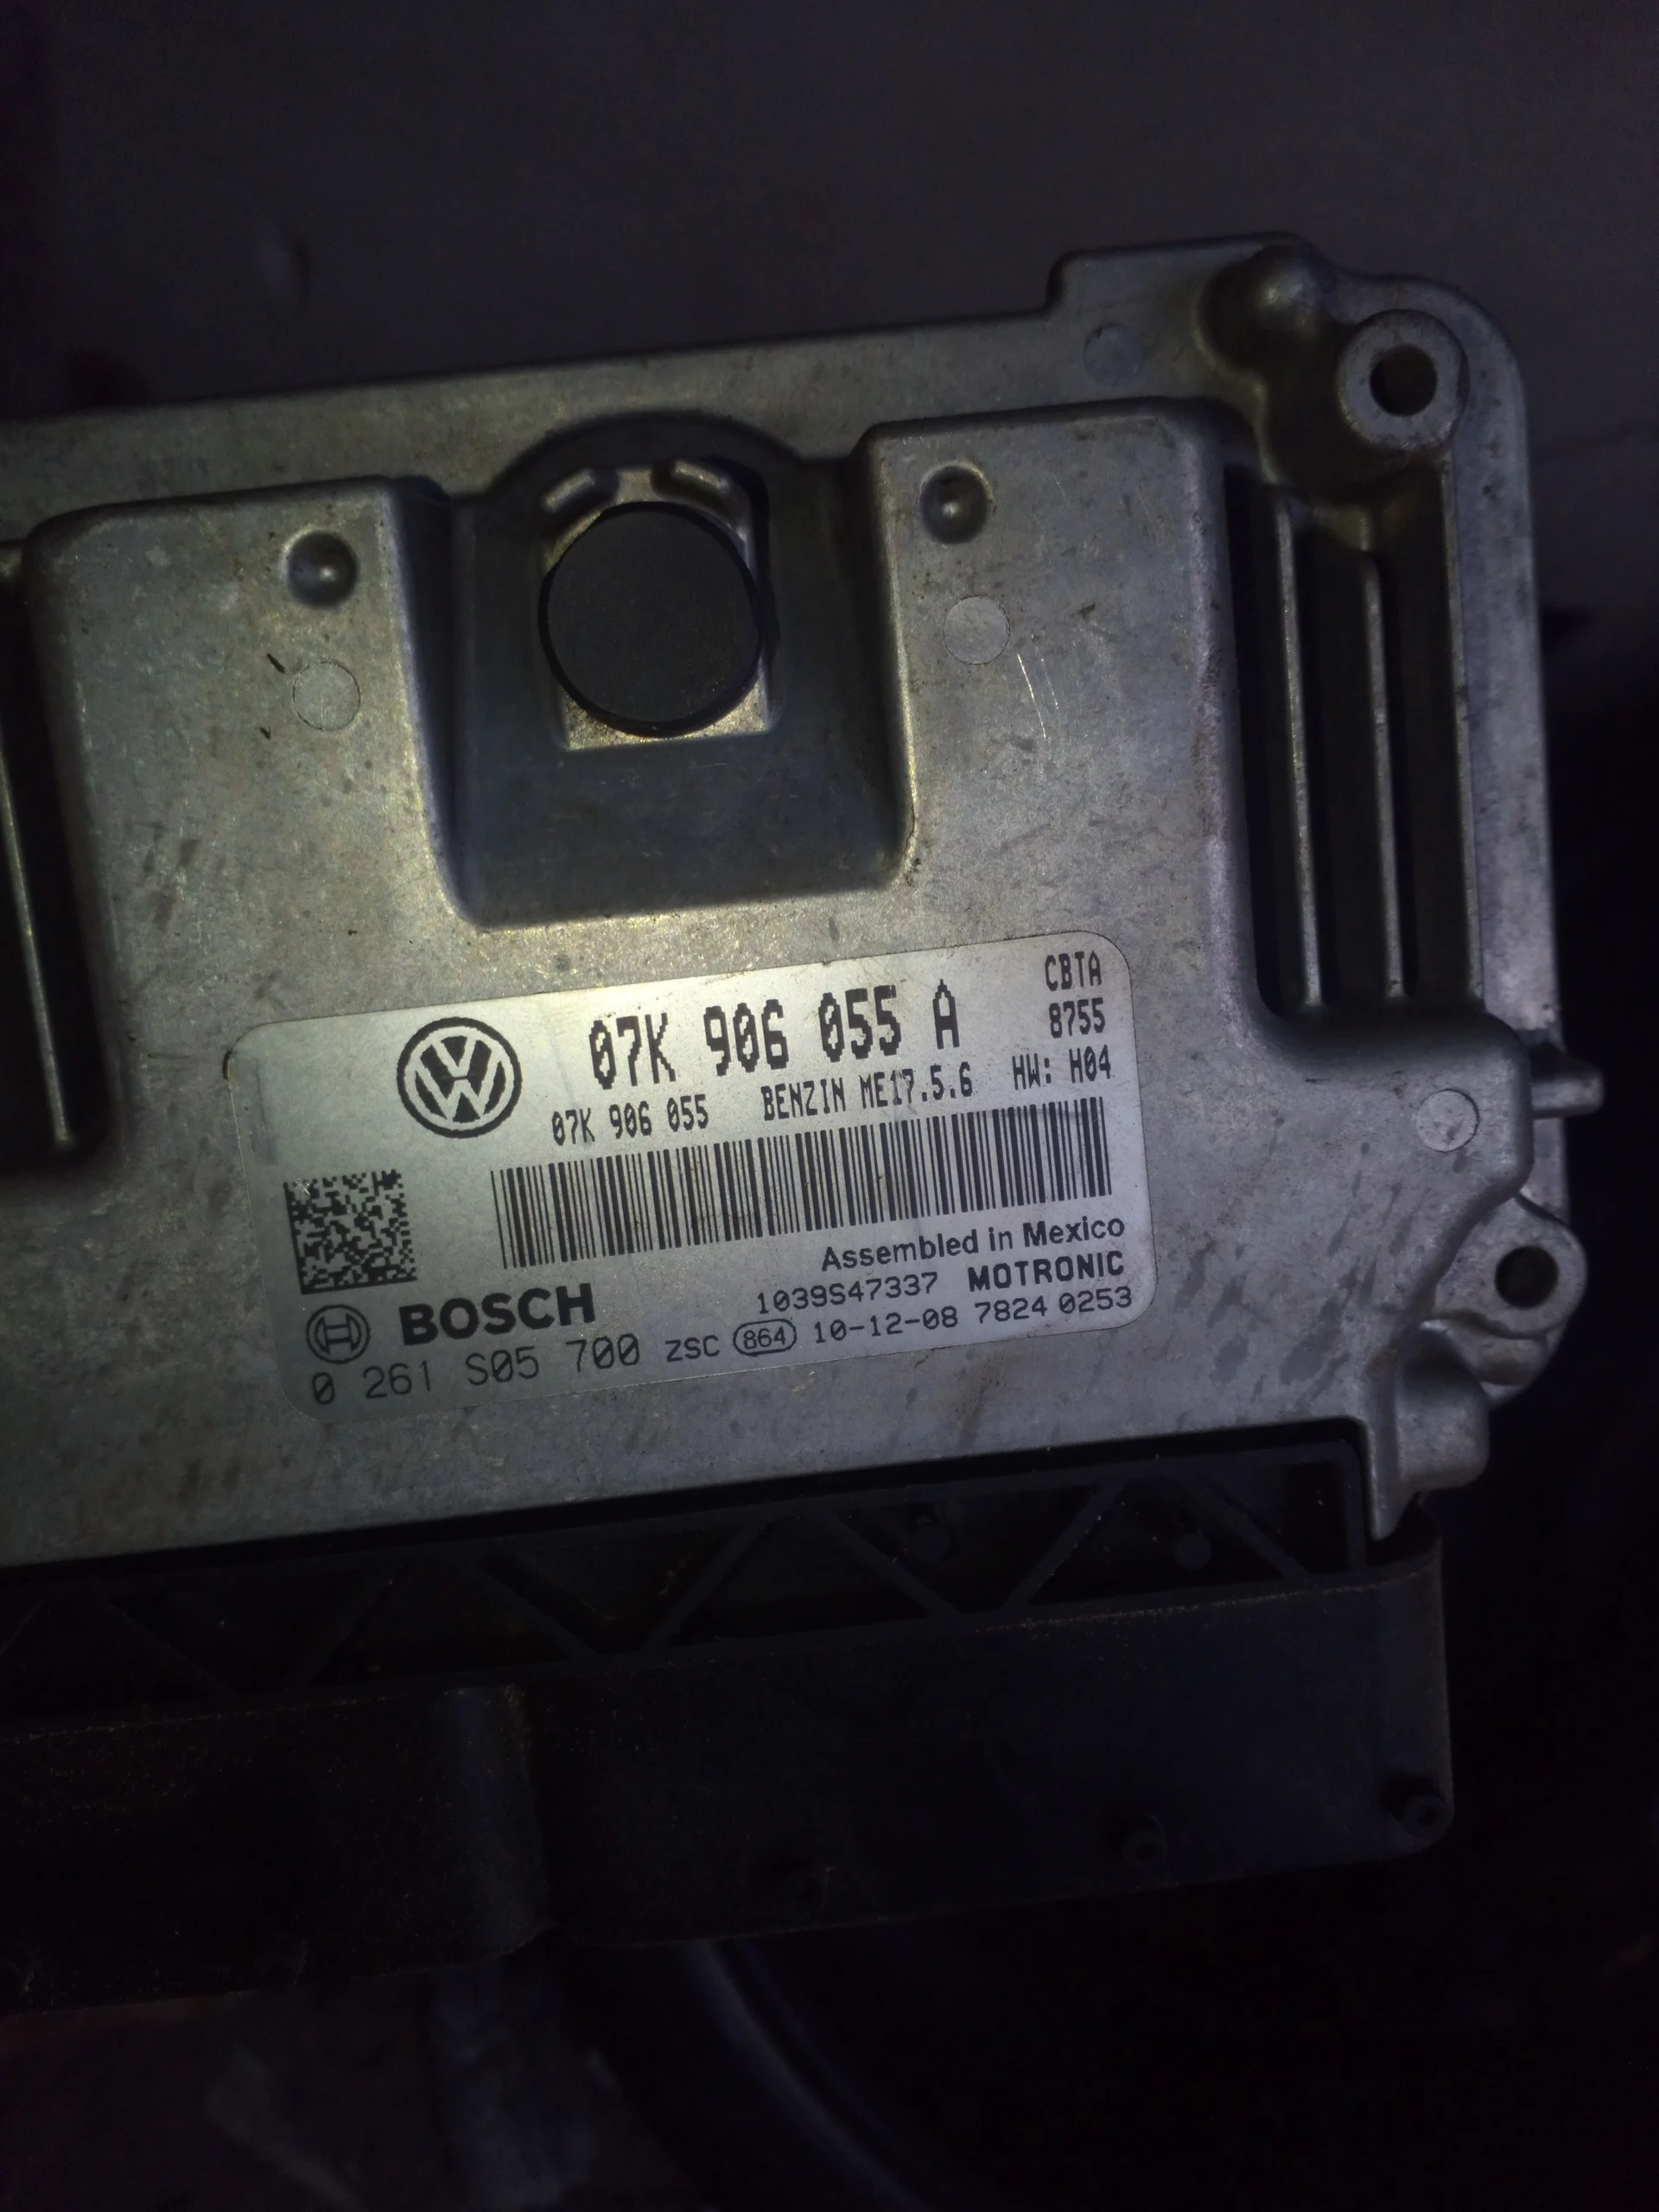 07K 906 055 A
CBTA
8755
07K 906 055 BENZIN ME17.5.6 HW: H04
Assembled in Mexico
1039S47337 MOTRONIC
BOSCH
0 261 S05 700 ZSC 864 10-12-08 7824 0253